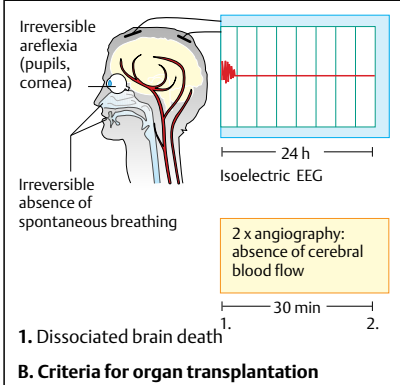 Irreversible
areflexia
(pupils,
cornea)
Irreversible
absence of
spontaneous breathing
24 h
Isoelectric EEG
2 x angiography:
absence of cerebral
blood flow
30 min
1.
2.
1. Dissociated brain death
B. Criteria for organ transplantation